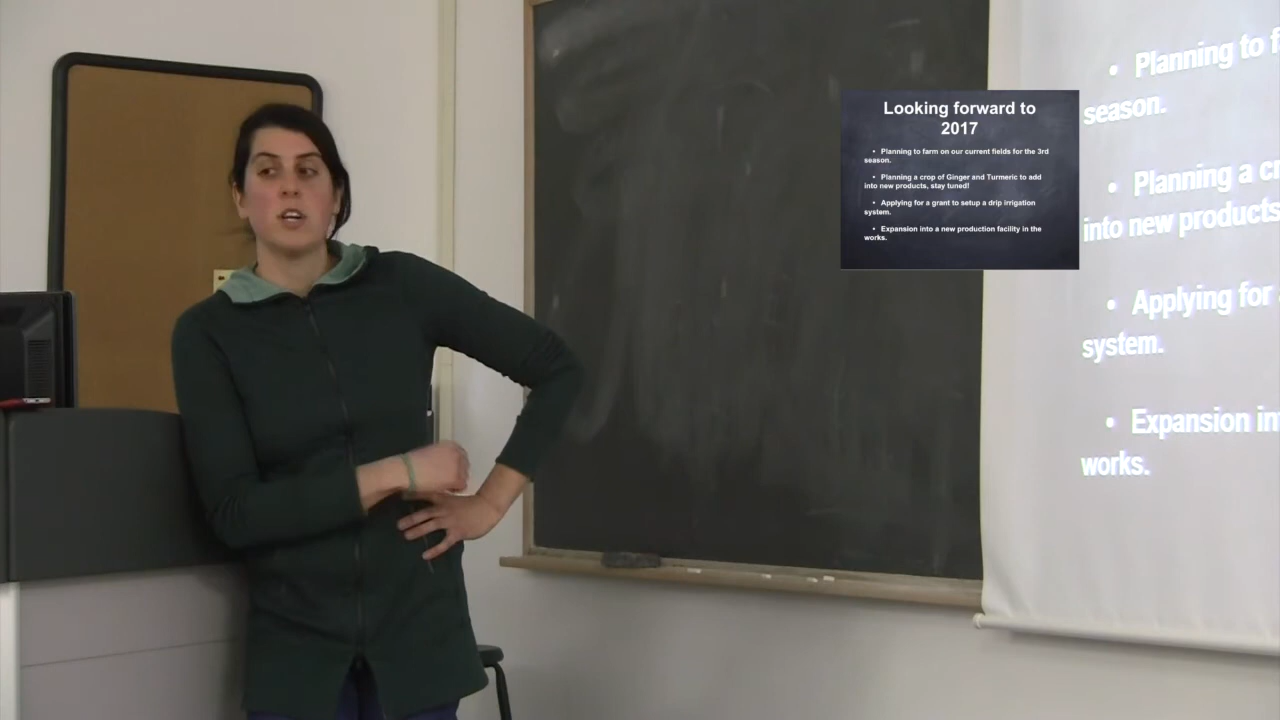 Looking forward to
2017
• Planning to farm on our current fields for the 3rd
season.
• Planning a crop of Ginger and Turmeric to add
into new products, stay tuned!
• Applying for a grant to setup a drip irrigation
system.
• Expansion into a new production facility in the
works.
• Planning to f
season.
• Planning a cr
into new products
• Applying for
system.
• Expansion in
works.